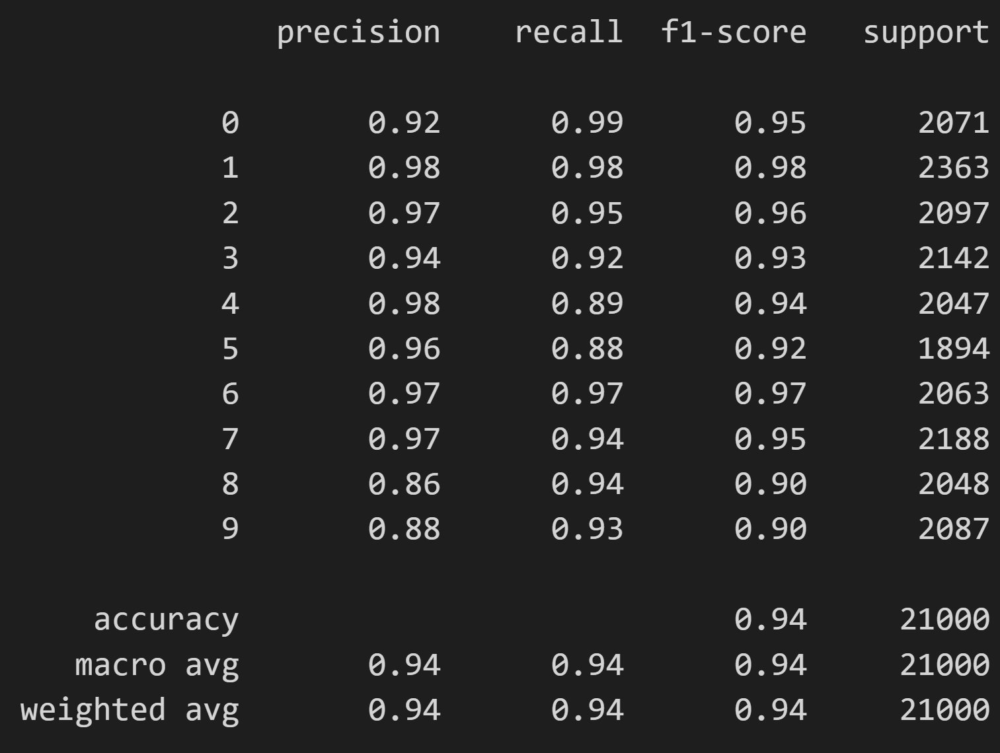 precision recall f1-score support
0 0.92 0.99 0.95 2071
1 0.98 0.98 0.98 2363
2 0.97 0.95 0.96 2097
3 0.94 0.92 0.93 2142
4 0.98 0.89 0.94 2047
5 0.96 0.88 0.92 1894
6 0.97 0.97 0.97 2063
7 0.97 0.94 0.95 2188
8 0.86 0.94 0.90 2048
9 0.88 0.93 0.90 2087
accuracy 0.94 21000
macro avg 0.94 0.94 0.94 21000
weighted avg 0.94 0.94 0.94 21000